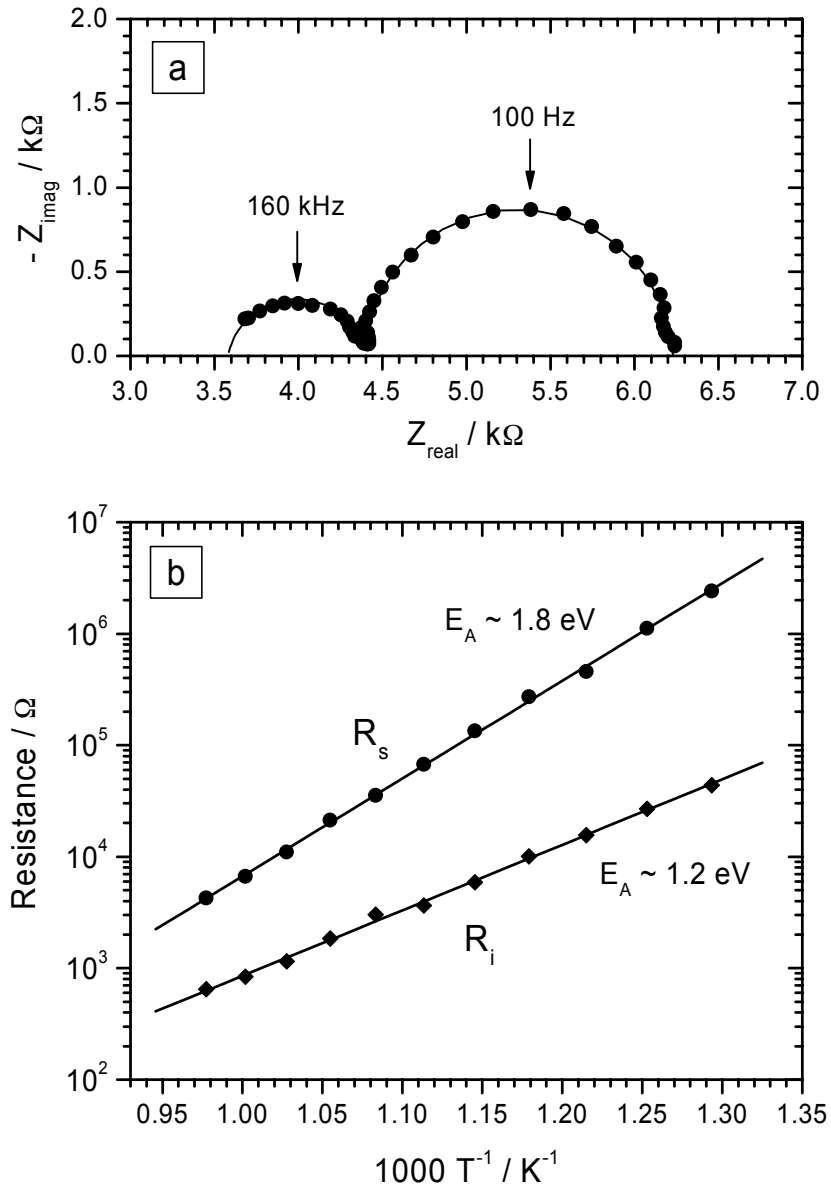 a
2.0
1.5
1.0
0.5
0.0
- Z_imag / kΩ
160 kHz
100 Hz
3.0 3.5 4.0 4.5 5.0 5.5 6.0 6.5 7.0
Z_real / kΩ
b
10^7
10^6
10^5
10^4
10^3
10^2
Resistance / Ω
E_A ~ 1.8 eV
R_s
E_A ~ 1.2 eV
R_i
0.95 1.00 1.05 1.10 1.15 1.20 1.25 1.30 1.35
1000 T^-1 / K^-1